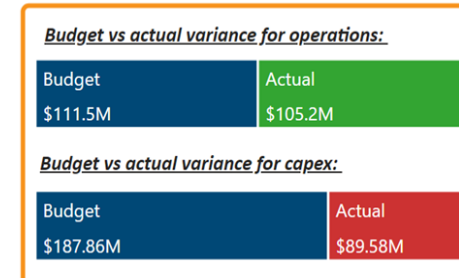 Budget vs actual variance for operations:
Budget Actual
$111.5M $105.2M
Budget vs actual variance for capex:
Budget Actual
$187.86M $89.58M